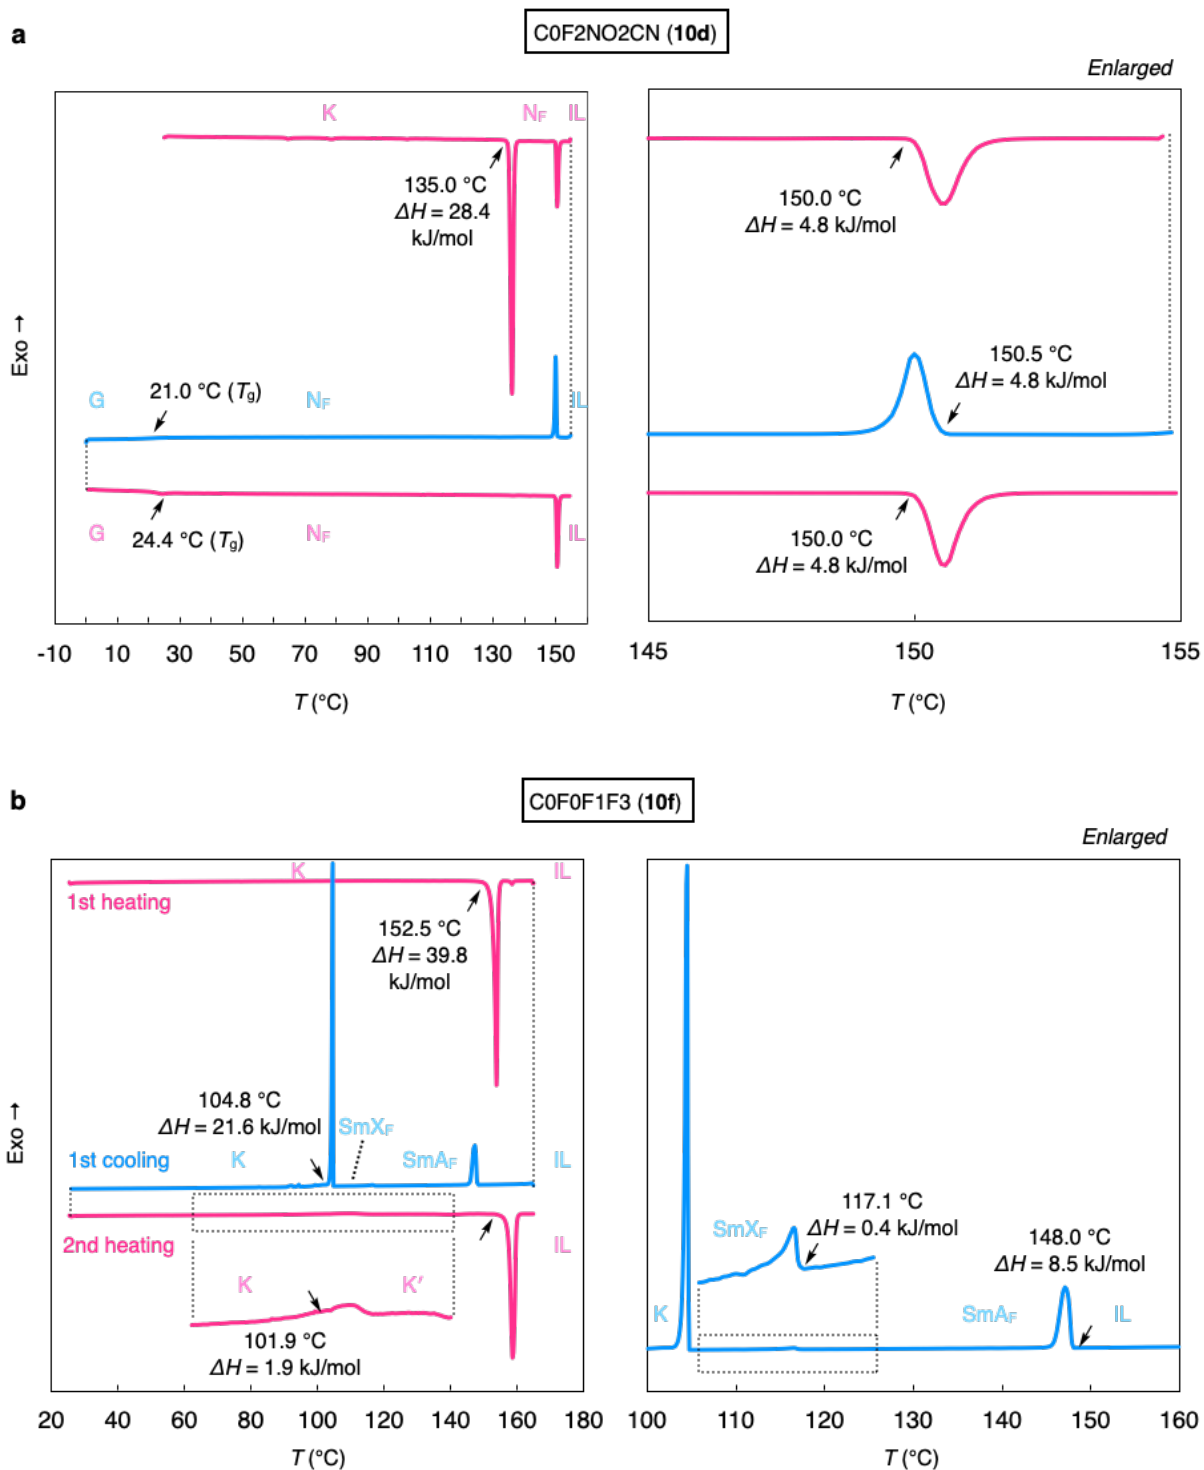 a
C0F2NO2CN (10d)
Enlarged
K
NF
IL
135.0 °C
ΔH = 28.4
kJ/mol
Exo →
21.0 °C (Tg)
G
NF
IL
G
24.4 °C (Tg)
NF
IL
-10 10 30 50 70 90 110 130 150
T (°C)
150.0 °C
ΔH = 4.8 kJ/mol
150.5 °C
ΔH = 4.8 kJ/mol
150.0 °C
ΔH = 4.8 kJ/mol
145 150 155
T (°C)
b
C0F0F1F3 (10f)
Enlarged
K
IL
1st heating
152.5 °C
ΔH = 39.8
kJ/mol
Exo →
104.8 °C
ΔH = 21.6 kJ/mol
SmXF
1st cooling
K
SmAF
IL
2nd heating
IL
K
K′
101.9 °C
ΔH = 1.9 kJ/mol
20 40 60 80 100 120 140 160 180
T (°C)
117.1 °C
ΔH = 0.4 kJ/mol
SmXF
148.0 °C
ΔH = 8.5 kJ/mol
K
SmAF
IL
100 110 120 130 140 150 160
T (°C)